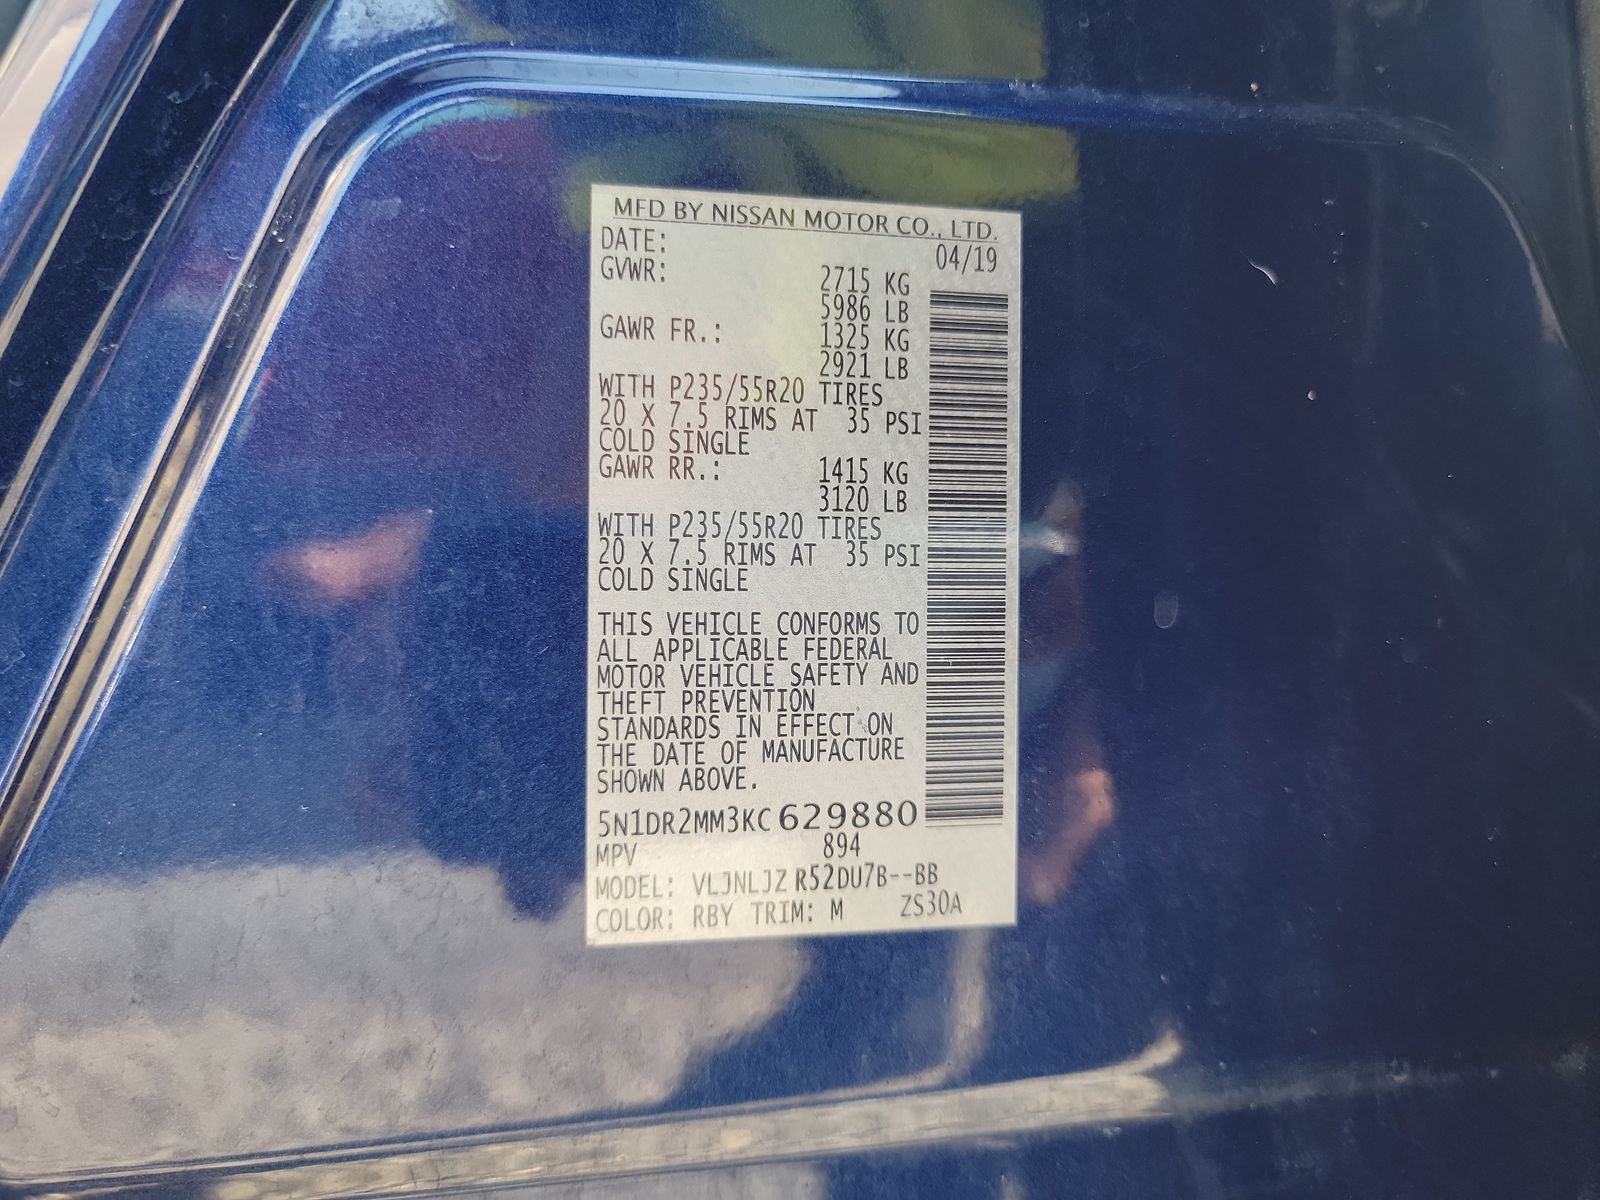 MFD BY NISSAN MOTOR CO., LTD.
DATE: 04/19
GVWR: 2715 KG
5986 LB
GAWR FR.: 1325 KG
2921 LB
WITH P235/55R20 TIRES
20 X 7.5 RIMS AT 35 PSI
COLD SINGLE
GAWR RR.: 1415 KG
3120 LB
WITH P235/55R20 TIRES
20 X 7.5 RIMS AT 35 PSI
COLD SINGLE
THIS VEHICLE CONFORMS TO
ALL APPLICABLE FEDERAL
MOTOR VEHICLE SAFETY AND
THEFT PREVENTION
STANDARDS IN EFFECT ON
THE DATE OF MANUFACTURE
SHOWN ABOVE.
5N1DR2MM3KC629880
MPV 894
MODEL: VLJNLJZ R52DU7B--BB
COLOR: RBY TRIM: M ZS30A